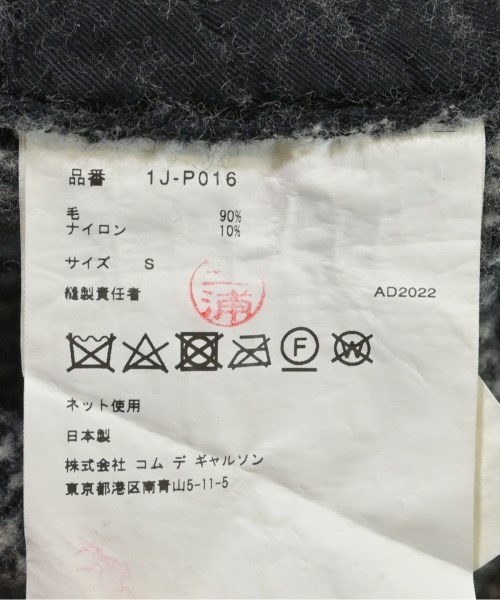 品番 1J-P016
毛 90%
ナイロン 10%
サイズ S
縫製責任者 三浦 AD2022
F W
ネット使用
日本製
株式会社 コム デ ギャルソン
東京都港区南青山5-11-5